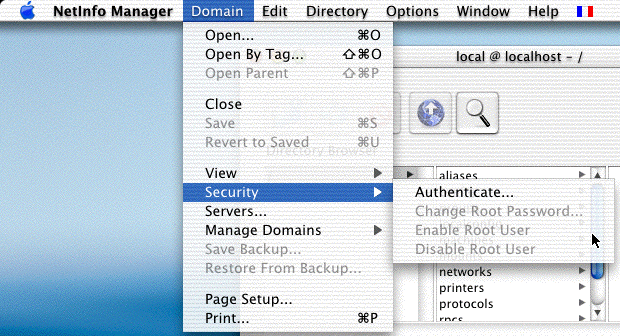 NetInfo Manager Domain Edit Directory Options Window Help
local @ localhost - /
Open... ⌘O
Open By Tag... ⇧⌘O
Open Parent ⇧⌘P
Close
Save ⌘S
Revert to Saved ⌘U
Directory Browser
View
Security
Servers...
Manage Domains
Save Backup...
Restore From Backup...
Page Setup...
Print... ⌘P
aliases
Authenticate...
Change Root Password...
Enable Root User
Disable Root User
networks
printers
protocols
rpcs